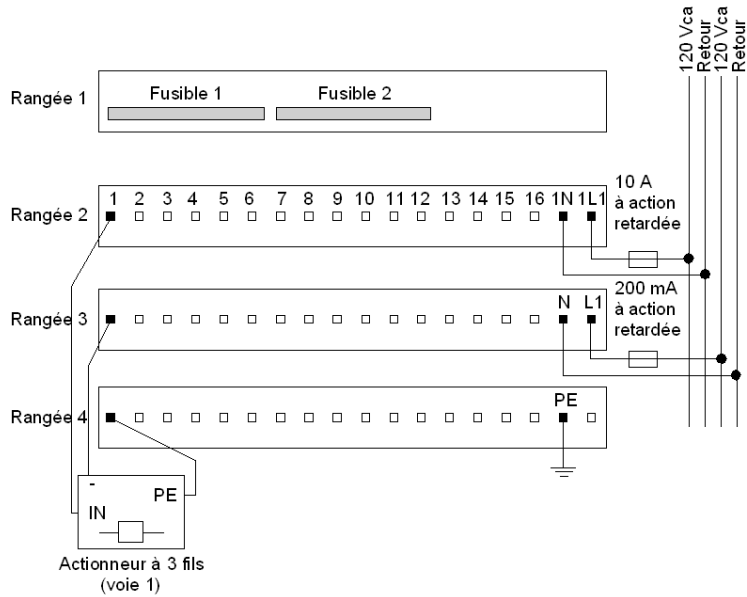 120 Vca
Retour
120 Vca
Retour
Rangée 1
Fusible 1
Fusible 2
Rangée 2
1 2 3 4 5 6 7 8 9 10 11 12 13 14 15 16 1N 1L1
10 A
à action
retardée
Rangée 3
N L1
200 mA
à action
retardée
Rangée 4
PE
-
PE
IN
Actionneur à 3 fils
(voie 1)